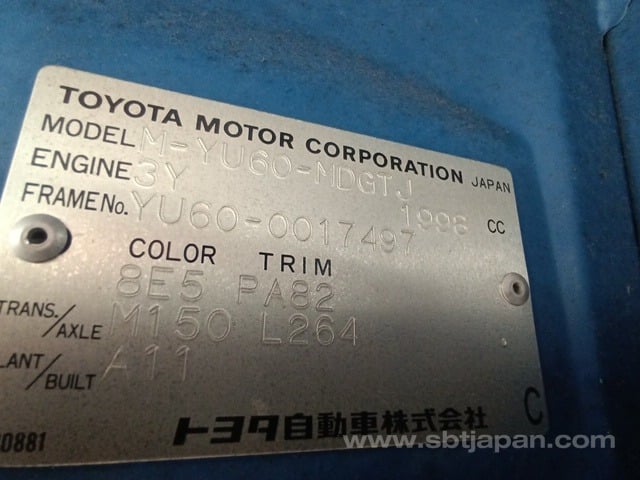 TOYOTA MOTOR CORPORATION JAPAN
MODEL M-YU60-MDGTJ
ENGINE 3Y 1998 CC
FRAME No. YU60-0017497
COLOR TRIM
8E5 PA82
TRANS./AXLE M150 L264
LANT/BUILT A11
0881
トヨタ自動車株式会社 C
www.sbtjapan.com